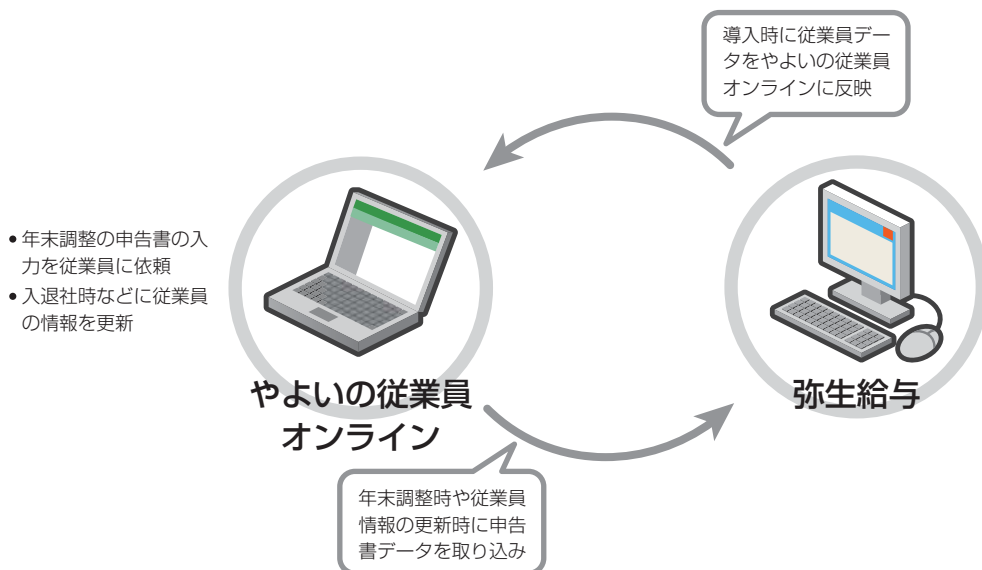 導入時に従業員デー
タをやよいの従業員
オンラインに反映
• 年末調整の申告書の入
力を従業員に依頼
• 入退社時などに従業員
の情報を更新
やよいの従業員
オンライン
弥生給与
年末調整時や従業員
情報の更新時に申告
書データを取り込み